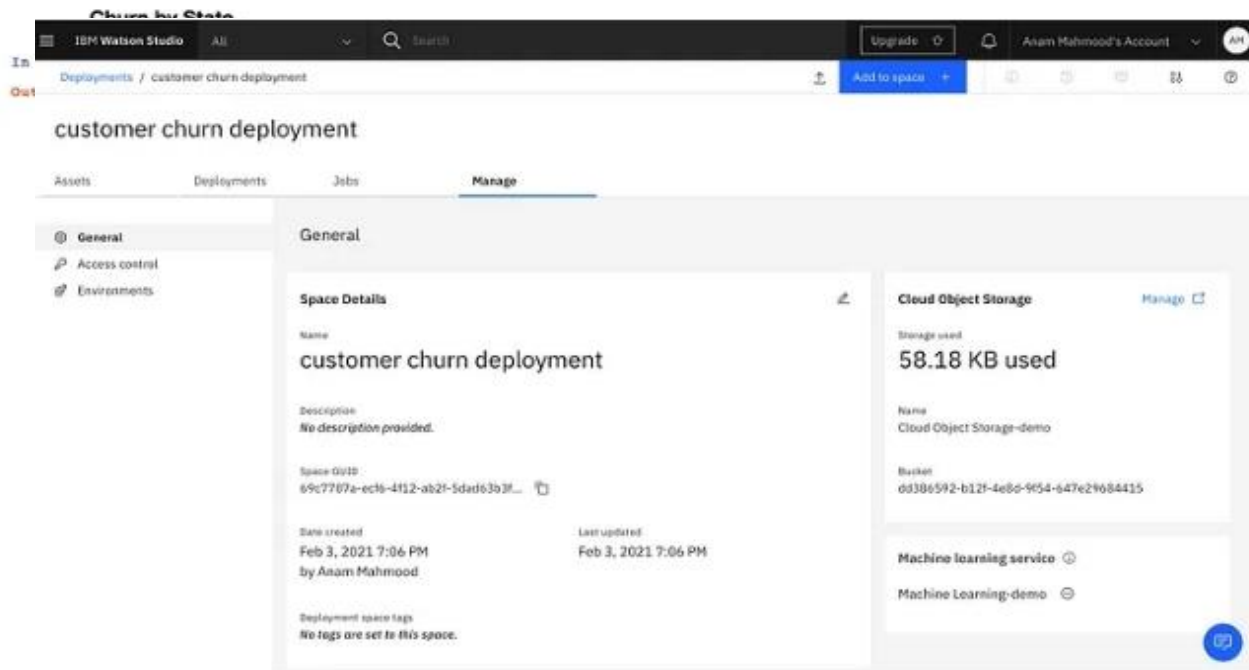 Churn by State
IBM Watson Studio All Search Upgrade Anam Mahmood's Account AM
In
Out
Deployments / customer churn deployment Add to space +
customer churn deployment
Assets Deployments Jobs Manage
General
Access control
Environments
General
Space Details
Name
customer churn deployment
Description
No description provided.
Space GUID
Date created
Feb 3, 2021 7:06 PM
by Anam Mahmood
Last updated
Feb 3, 2021 7:06 PM
Deployment space tags
No tags are set to this space.
Cloud Object Storage Manage
Storage used
58.18 KB used
Name
Cloud Object Storage-demo
Bucket
dd386592-b12f-4e8d-9f54-647e29684415
Machine learning service
Machine Learning-demo